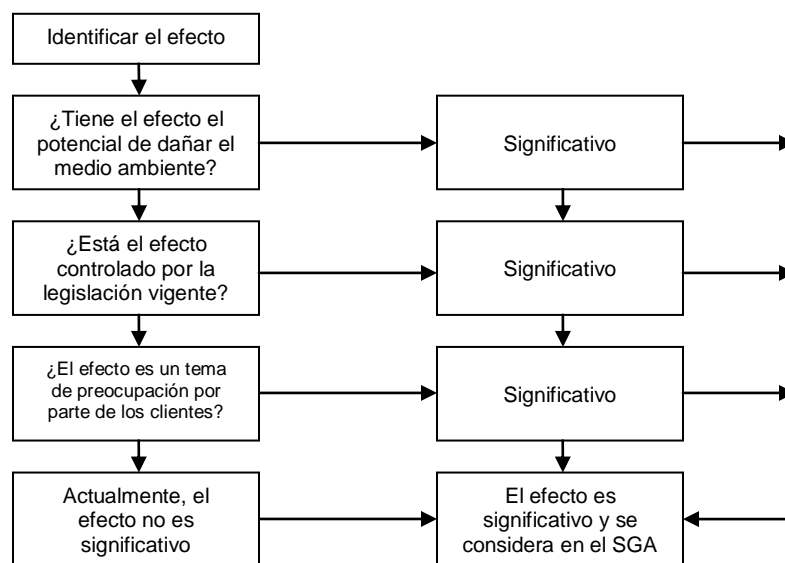 Identificar el efecto
¿Tiene el efecto el
potencial de dañar el
medio ambiente?
Significativo
¿Está el efecto
controlado por la
legislación vigente?
Significativo
¿El efecto es un tema
de preocupación por
parte de los clientes?
Significativo
Actualmente, el
efecto no es
significativo
El efecto es
significativo y se
considera en el SGA